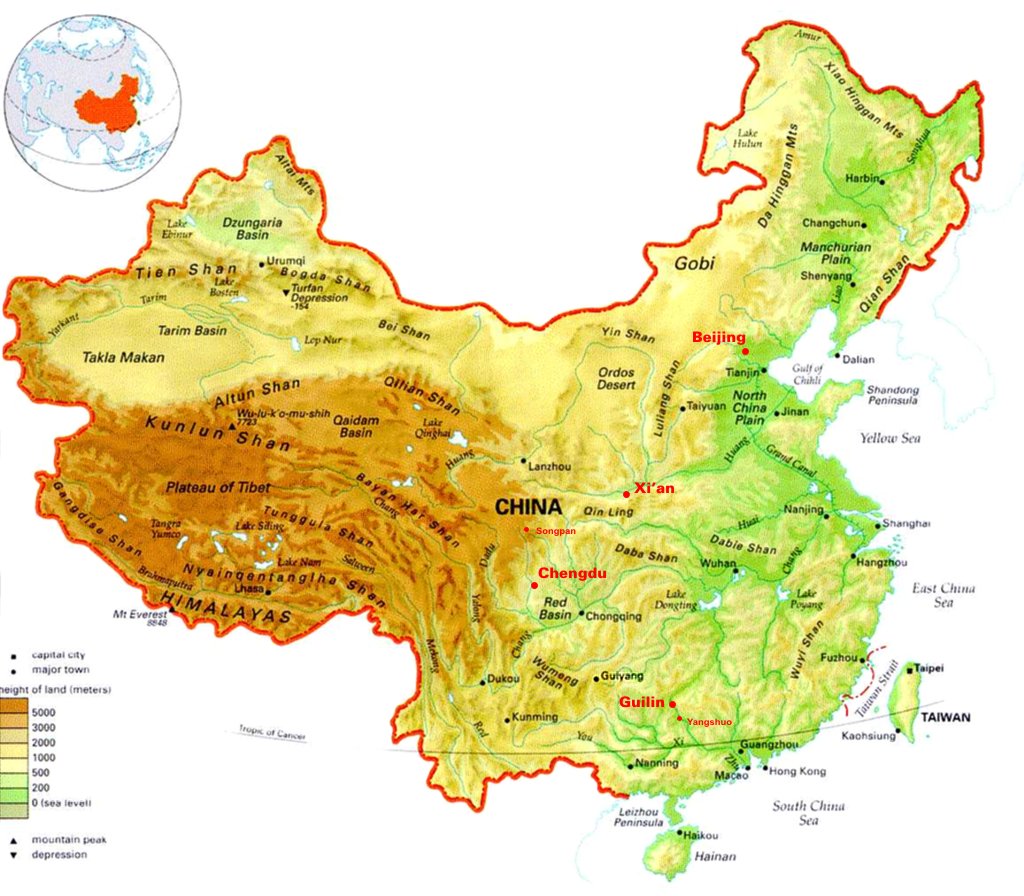 Amur
Xiao Hinggan Mts
Lake
Hulun
Songhua
Da Hinggan Mts
Altai Mts
Harbin
Lake
Ebinur
Dzungaria
Basin
Changchun
Manchurian
Plain
Gobi
Urumqi
Tien Shan
Bogda Shan
Shenyang
Qian Shan
Lake
Bosten
Turfan
Depression
-154
Liao
Tarim
Yarkant
Tarim Basin
Bei Shan
Yin Shan
Beijing
Lop Nur
Takla Makan
Dalian
Tianjin
Gulf of
Chihli
Ordos
Desert
Altun Shan
Qilian Shan
Luliang Shan
Shandong
Peninsula
North
China
Plain
Taiyuan
Jinan
Wu-lu-k'o-mu-shih
7723
Kunlun Shan
Qaidam
Basin
Lake
Qinghai
Yellow Sea
Huang
Huang
Grand Canal
Lanzhou
Plateau of Tibet
Bayan Har Shan
Xi'an
CHINA
Chang
Qin Ling
Nanjing
Gangdise Shan
Tangra
Yumco
Lake Siling
Tunggula Shan
Songpan
Huai
Shanghai
Daba Shan
Dabie Shan
Dadu
Lake Nam
Salween
Wuhan
Chang
Hangzhou
Nyainqentanglha Shan
Brahmaputra
Lhasa
Chengdu
HIMALAYAS
Mt Everest
8848
Yalong
Red
Basin
Chongqing
Lake
Dongting
Lake
Poyang
East China
Sea
Mekong
Chang
Wuyi Shan
capital city
major town
height of land (meters)
5000
3000
2000
1000
500
200
0 (sea level)
mountain peak
depression
Wumeng
Shan
Dukou
Guiyang
Fuzhou
Taiwan Strait
Taipei
Guilin
Yangshuo
TAIWAN
Kunming
Red
Tropic of Cancer
You
Xi
Kaohsiung
Guangzhou
Nanning
Zhu
Macao
Hong Kong
Leizhou
Peninsula
South China
Sea
Haikou
Hainan